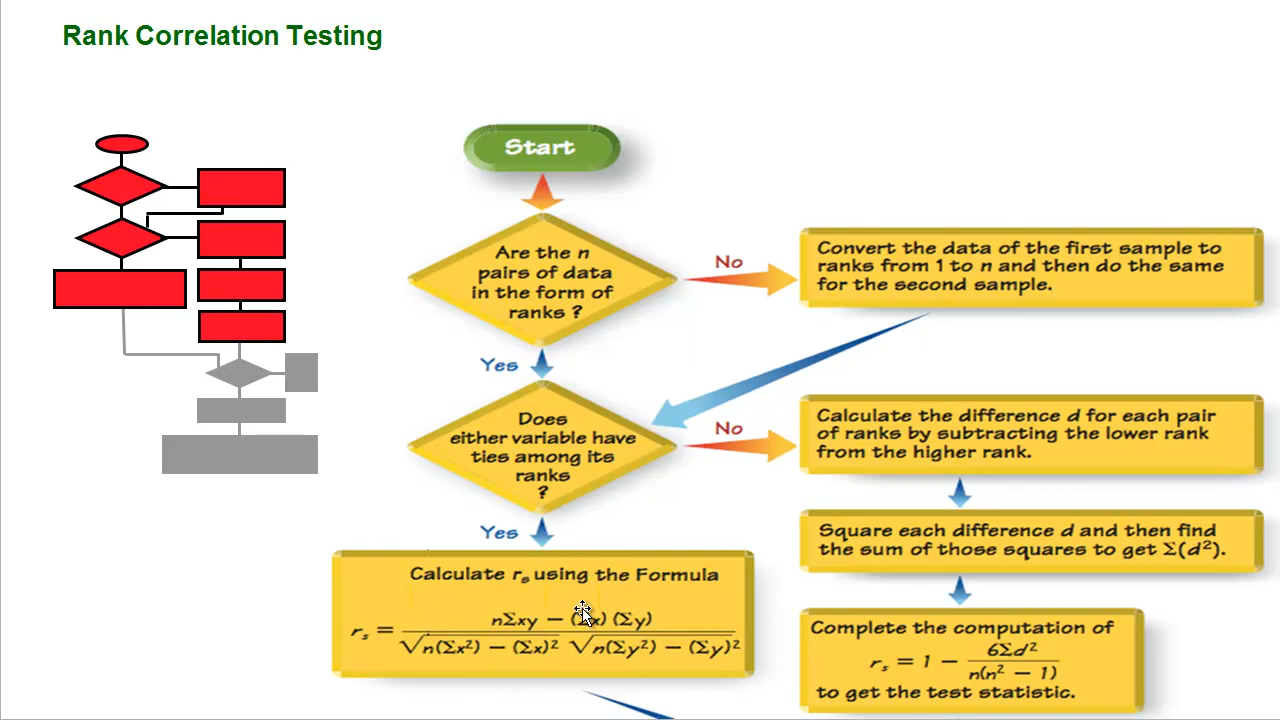 Rank Correlation Testing
Start
Are the n
pairs of data
in the form of
ranks ?
No
Convert the data of the first sample to
ranks from 1 to n and then do the same
for the second sample.
Yes
Does
either variable have
ties among its
ranks
?
No
Calculate the difference d for each pair
of ranks by subtracting the lower rank
from the higher rank.
Yes
Square each difference d and then find
the sum of those squares to get Σ(d²).
Calculate rₛ using the Formula
rₛ = nΣxy − (Σx) (Σy) / √n(Σx²) − (Σx)² √n(Σy²) − (Σy)²
Complete the computation of
rₛ = 1 − 6Σd² / n(n² − 1)
to get the test statistic.